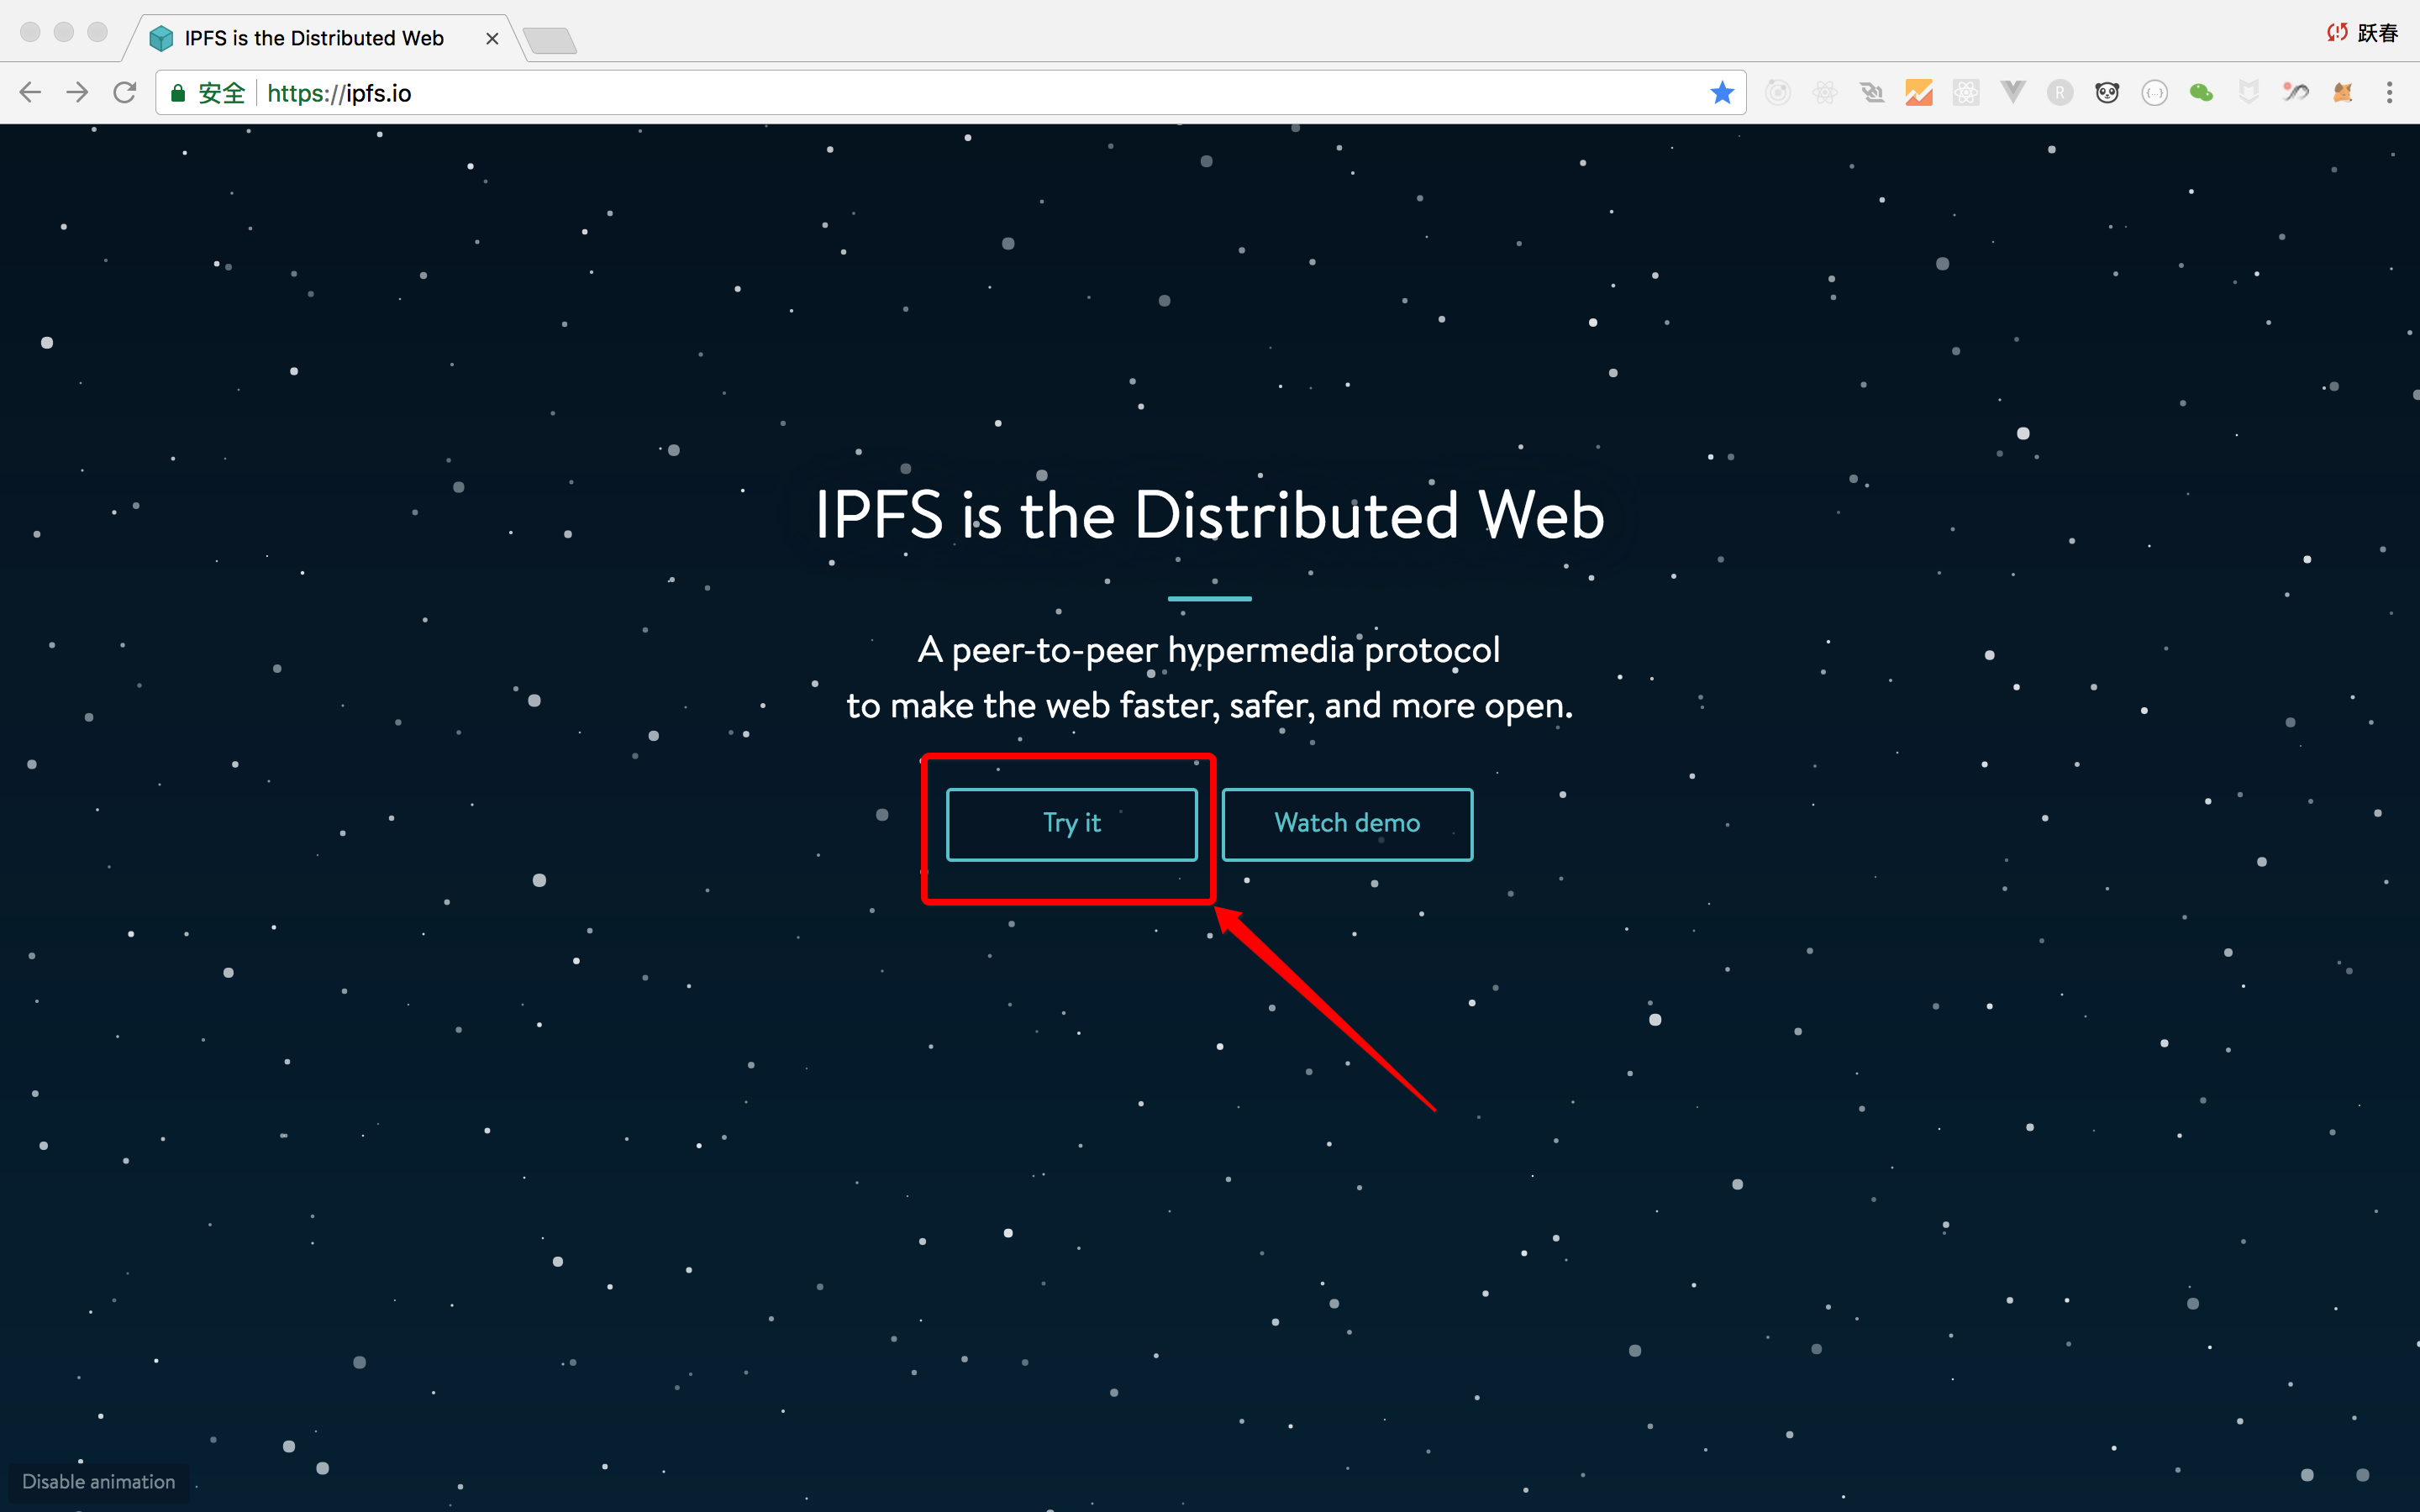 IPFS is the Distributed Web
跃春
安全 https://ipfs.io
IPFS is the Distributed Web
A peer-to-peer hypermedia protocol
to make the web faster, safer, and more open.
Try it
Watch demo
Disable animation